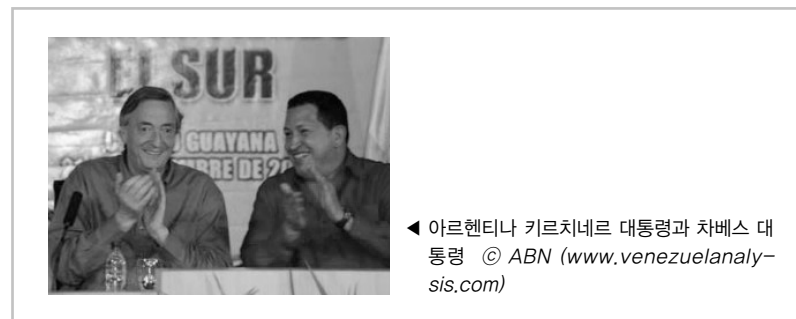 EL SUR
GUAYANA
BRE DE 20
◀ 아르헨티나 키르치네르 대통령과 차베스 대
통령 ⓒ ABN (www.venezuelanaly-
sis.com)